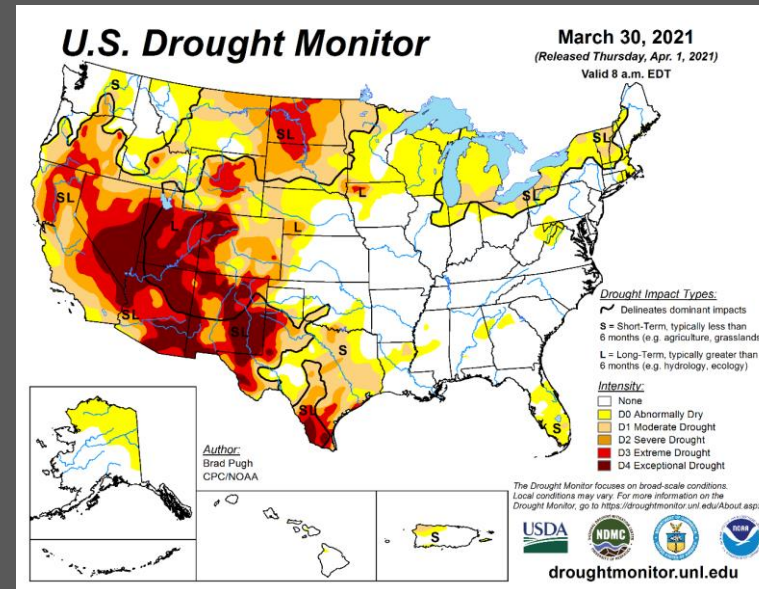 U.S. Drought Monitor
March 30, 2021
(Released Thursday, Apr. 1, 2021)
Valid 8 a.m. EDT
S
SL
SL
SL
SL
L
L
L
SL
SL
S
SL
S
Drought Impact Types:
Delineates dominant impacts
S = Short-Term, typically less than
6 months (e.g. agriculture, grasslands
L = Long-Term, typically greater than
6 months (e.g. hydrology, ecology)
Intensity:
None
D0 Abnormally Dry
D1 Moderate Drought
D2 Severe Drought
D3 Extreme Drought
D4 Exceptional Drought
Author:
Brad Pugh
CPC/NOAA
S
The Drought Monitor focuses on broad-scale conditions.
Local conditions may vary. For more information on the
Drought Monitor, go to https://droughtmonitor.unl.edu/About.asp
USDA
NDMC
NOAA
droughtmonitor.unl.edu